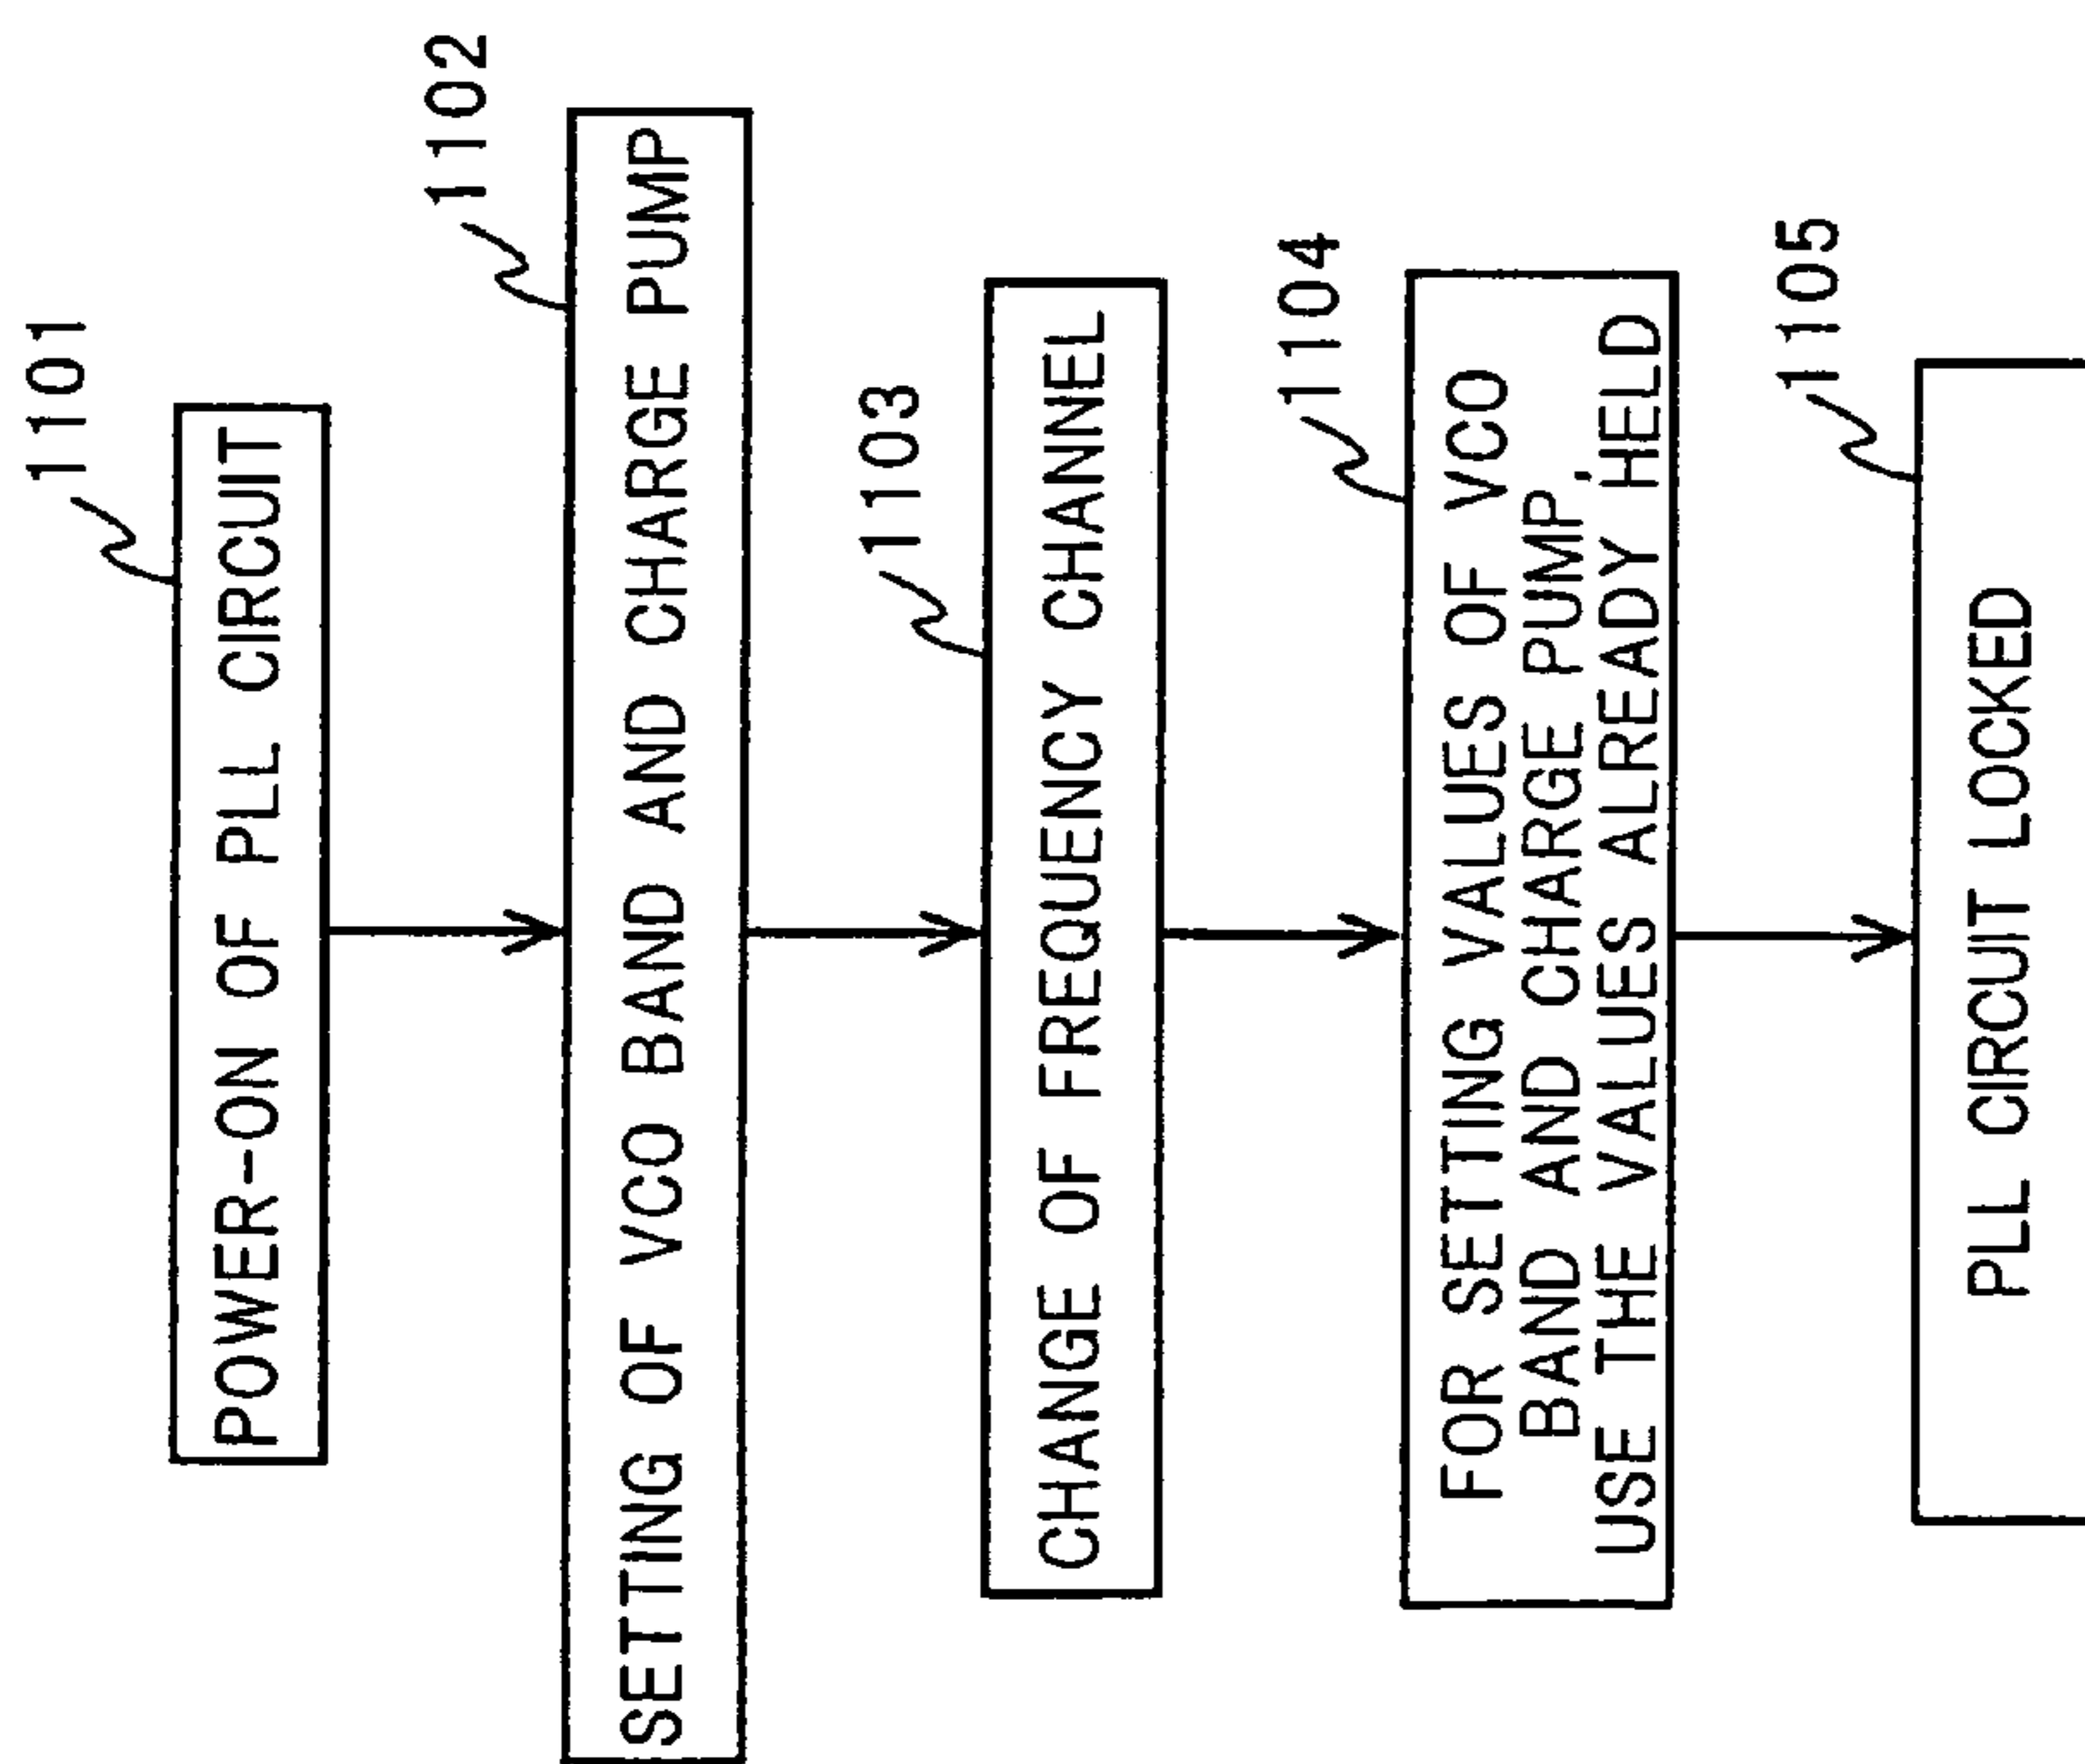 1101
POWER-ON OF PLL CIRCUIT
1102
SETTING OF VCO BAND AND CHARGE PUMP
1103
CHANGE OF FREQUENCY CHANNEL
1104
FOR SETTING VALUES OF VCO
BAND AND CHARGE PUMP,
USE THE VALUES ALREADY HELD
1105
PLL CIRCUIT LOCKED